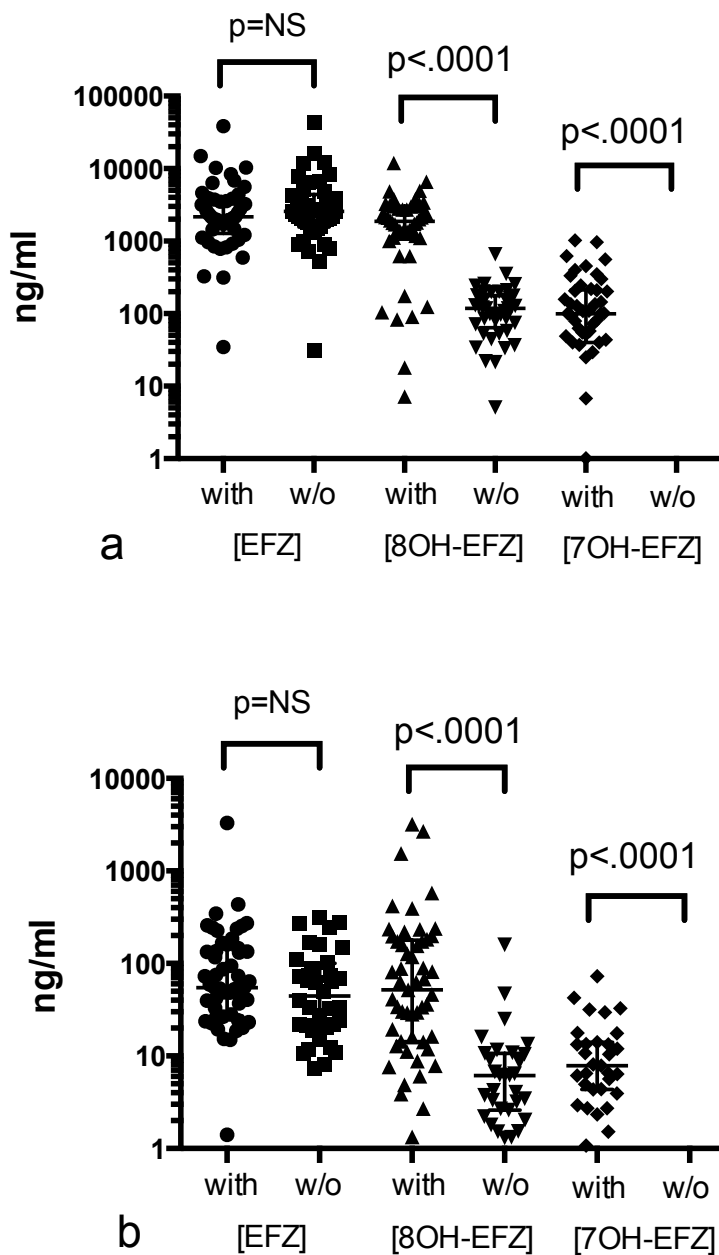 p=NS
p<.0001
p<.0001
100000
10000
1000
100
10
1
ng/ml
with w/o with w/o with w/o
[EFZ] [8OH-EFZ] [7OH-EFZ]
a
p=NS
p<.0001
p<.0001
10000
1000
100
10
1
ng/ml
with w/o with w/o with w/o
[EFZ] [8OH-EFZ] [7OH-EFZ]
b